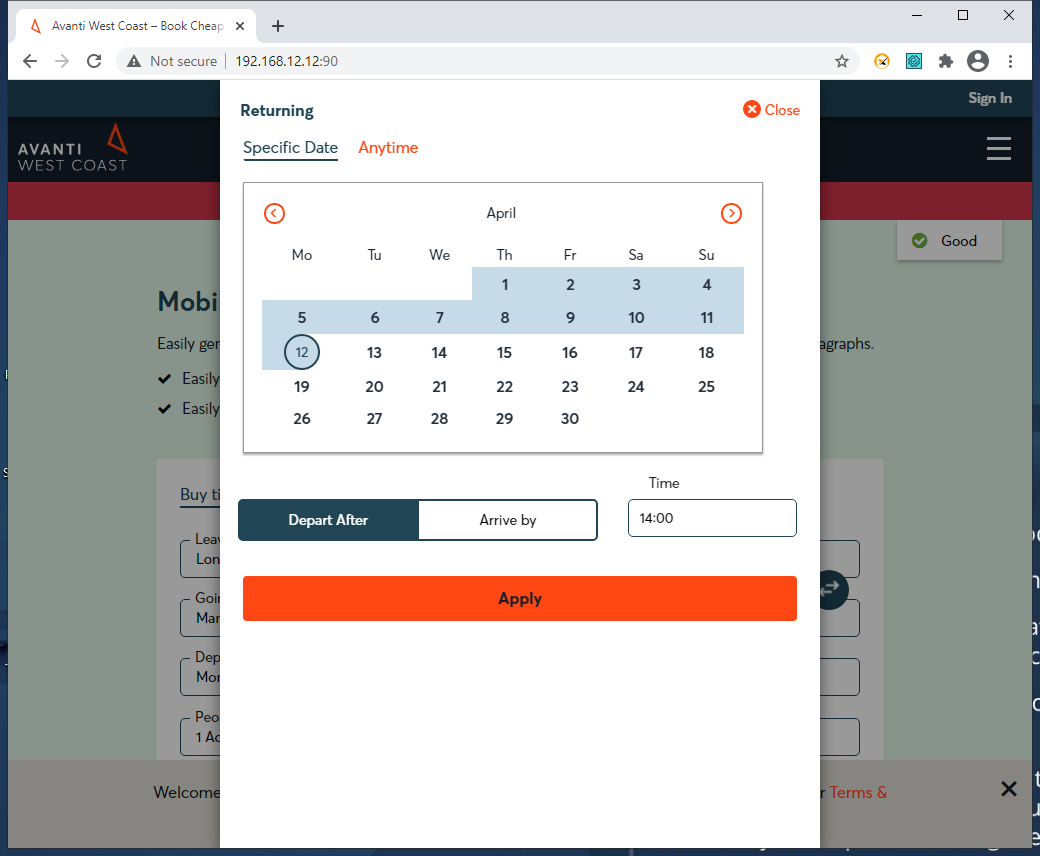 Avanti West Coast – Book Cheap
Not secure
192.168.12.12:90
Sign In
AVANTI
WEST COAST
Returning
Close
Specific Date
Anytime
April
Mo Tu We Th Fr Sa Su
1 2 3 4
5 6 7 8 9 10 11
12 13 14 15 16 17 18
19 20 21 22 23 24 25
26 27 28 29 30
Time
Depart After
Arrive by
14:00
Apply
Good
Mobi
Easily ger
agraphs.
Easily
Easily
Buy ti
Leav
Lon
Goin
Man
Dep
Mon
Peo
1 Ad
Welcome
r Terms &